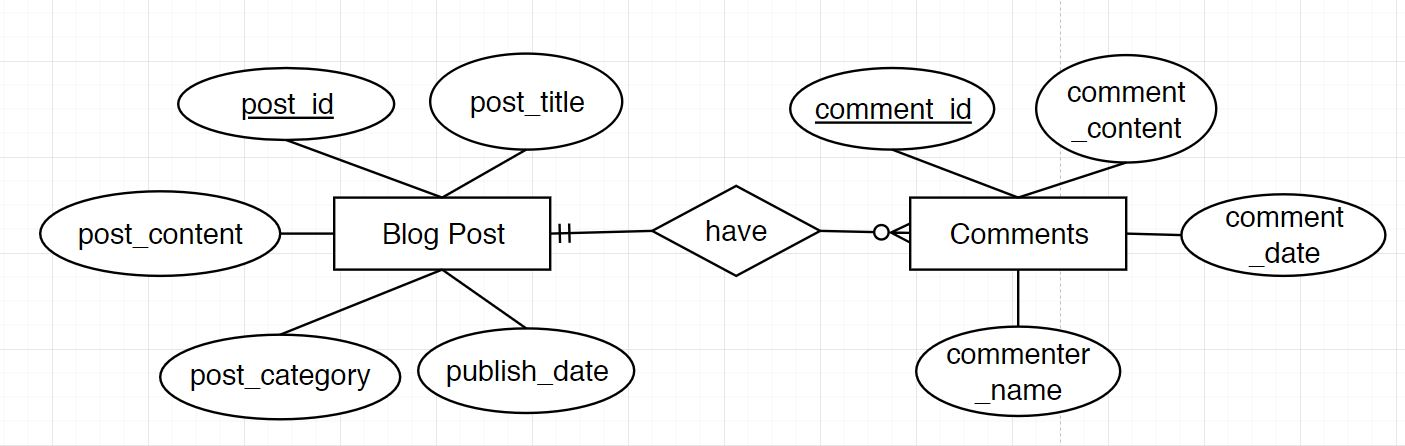 post_id
post_title
comment_id
comment
_content
post_content
Blog Post
have
Comments
comment
_date
post_category
publish_date
commenter
_name